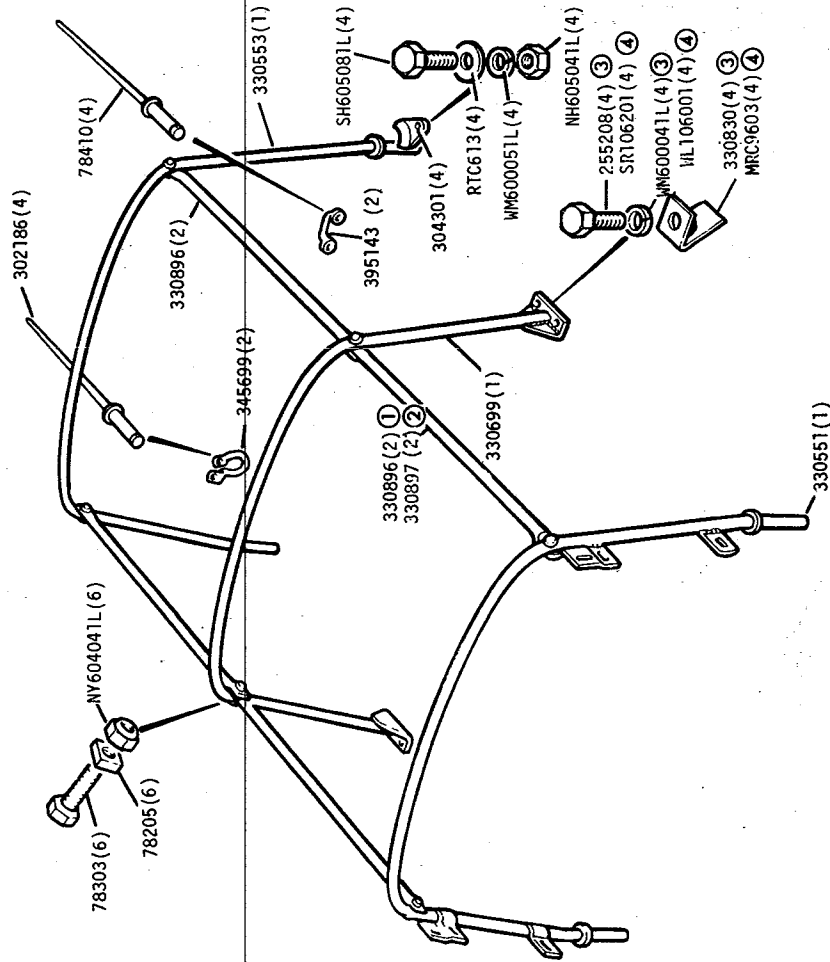 78410(4)
330553(1)
SH605081L(4)
RTC613(4)
WM600051L(4)
NH605041L(4)
302186(4)
330896(2)
395143 (2)
304301(4)
255208(4) ③
SR106201(4) ④
WM600041L(4) ③
WL106001(4) ④
330830(4) ③
MRC9603(4) ④
345699(2)
330896(2) ①
330897 (2) ②
330699(1)
330551(1)
NY604041L(6)
78205(6)
78303(6)